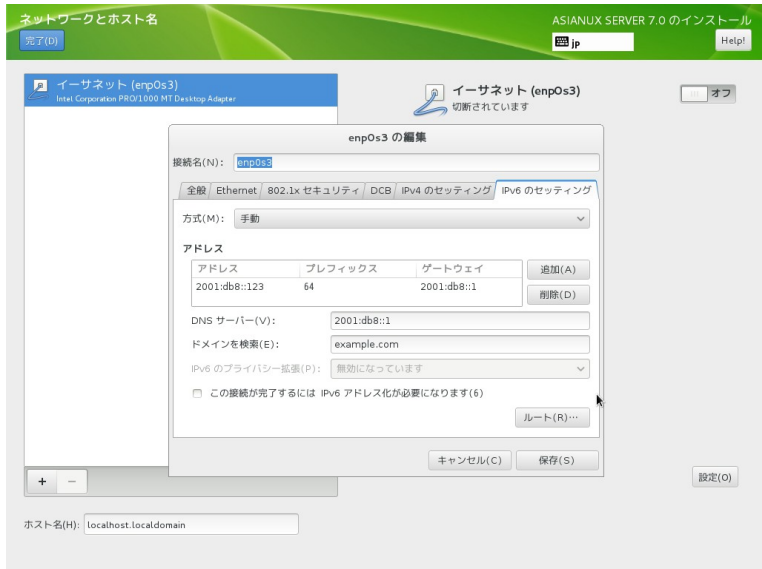 ネットワークとホスト名
ASIANUX SERVER 7.0 のインストール
完了(D)
jp
Help!
イーサネット (enp0s3)
Intel Corporation PRO/1000 MT Desktop Adapter
イーサネット (enp0s3)
切断されています
オフ
enp0s3 の編集
接続名(N): enp0s3
全般 Ethernet 802.1x セキュリティ DCB IPv4 のセッティング IPv6 のセッティング
方式(M): 手動
アドレス
アドレス プレフィックス ゲートウェイ
2001:db8::123 64 2001:db8::1
追加(A)
削除(D)
DNS サーバー(V): 2001:db8::1
ドメインを検索(E): example.com
IPv6 のプライバシー拡張(P): 無効になっています
この接続が完了するには IPv6 アドレス化が必要になります(6)
ルート(R)…
キャンセル(C) 保存(S)
設定(O)
ホスト名(H): localhost.localdomain